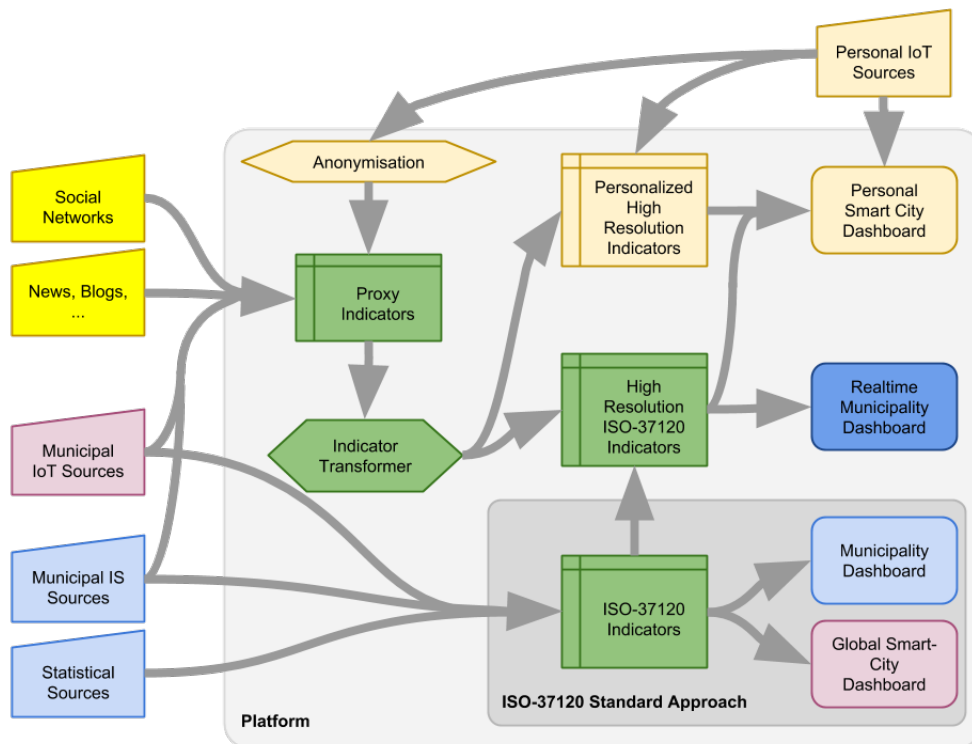 Personal IoT
Sources
Anonymisation
Social
Networks
Personalized
High
Resolution
Indicators
Personal
Smart City
Dashboard
News, Blogs,
...
Proxy
Indicators
High
Resolution
ISO-37120
Indicators
Realtime
Municipality
Dashboard
Municipal
IoT Sources
Indicator
Transformer
Municipal IS
Sources
ISO-37120
Indicators
Municipality
Dashboard
Statistical
Sources
Global Smart-
City
Dashboard
Platform
ISO-37120 Standard Approach